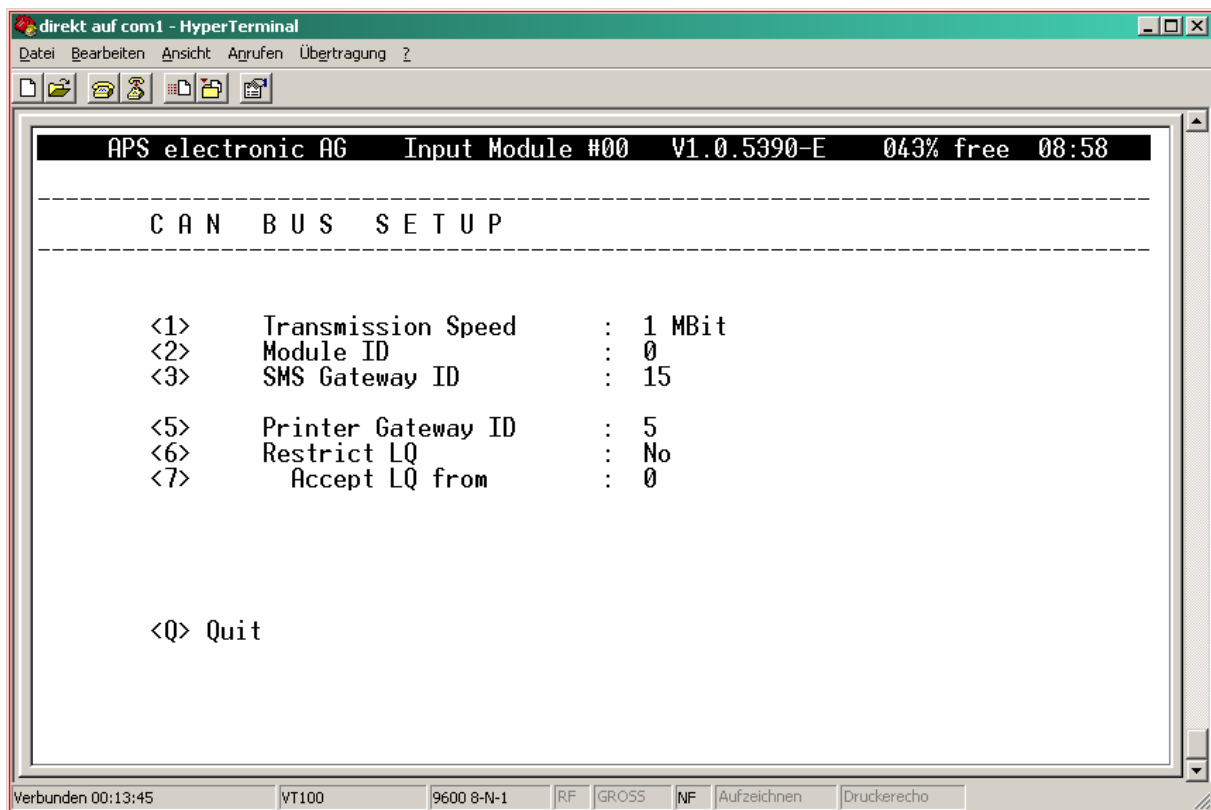 direkt auf com1 - HyperTerminal
Datei Bearbeiten Ansicht Anrufen Übertragung ?
APS electronic AG Input Module #00 V1.0.5390-E 043% free 08:58
CAN BUS SETUP
<1> Transmission Speed : 1 MBit
<2> Module ID : 0
<3> SMS Gateway ID : 15
<5> Printer Gateway ID : 5
<6> Restrict LQ : No
<7> Accept LQ from : 0
<Q> Quit
Verbunden 00:13:45 VT100 9600 8-N-1 RF GROSS NF Aufzeichnen Druckerecho